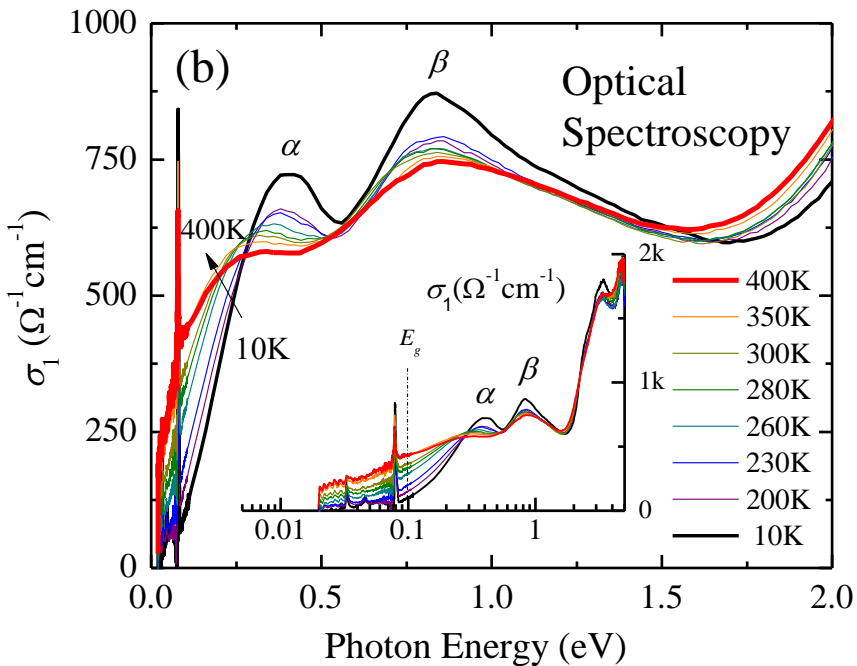 (b)
Optical
Spectroscopy
α
β
400K
10K
σ₁ (Ω⁻¹cm⁻¹)
1000
750
500
250
0
0.0
0.5
1.0
1.5
2.0
Photon Energy (eV)
σ₁(Ω⁻¹cm⁻¹)
E_g
α
β
2k
1k
0
0.01
0.1
1
400K
350K
300K
280K
260K
230K
200K
10K